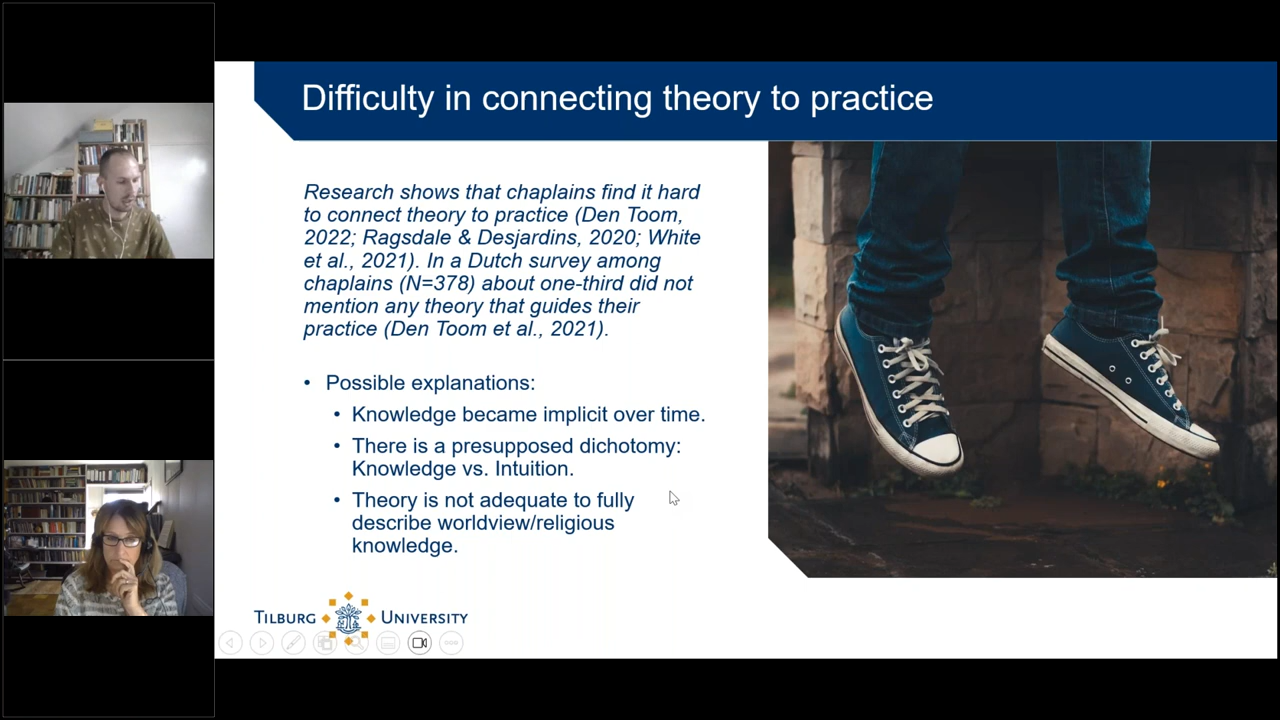 Difficulty in connecting theory to practice
Research shows that chaplains find it hard
to connect theory to practice (Den Toom,
2022; Ragsdale & Desjardins, 2020; White
et al., 2021). In a Dutch survey among
chaplains (N=378) about one-third did not
mention any theory that guides their
practice (Den Toom et al., 2021).
• Possible explanations:
• Knowledge became implicit over time.
• There is a presupposed dichotomy:
Knowledge vs. Intuition.
• Theory is not adequate to fully
describe worldview/religious
knowledge.
TILBURG UNIVERSITY